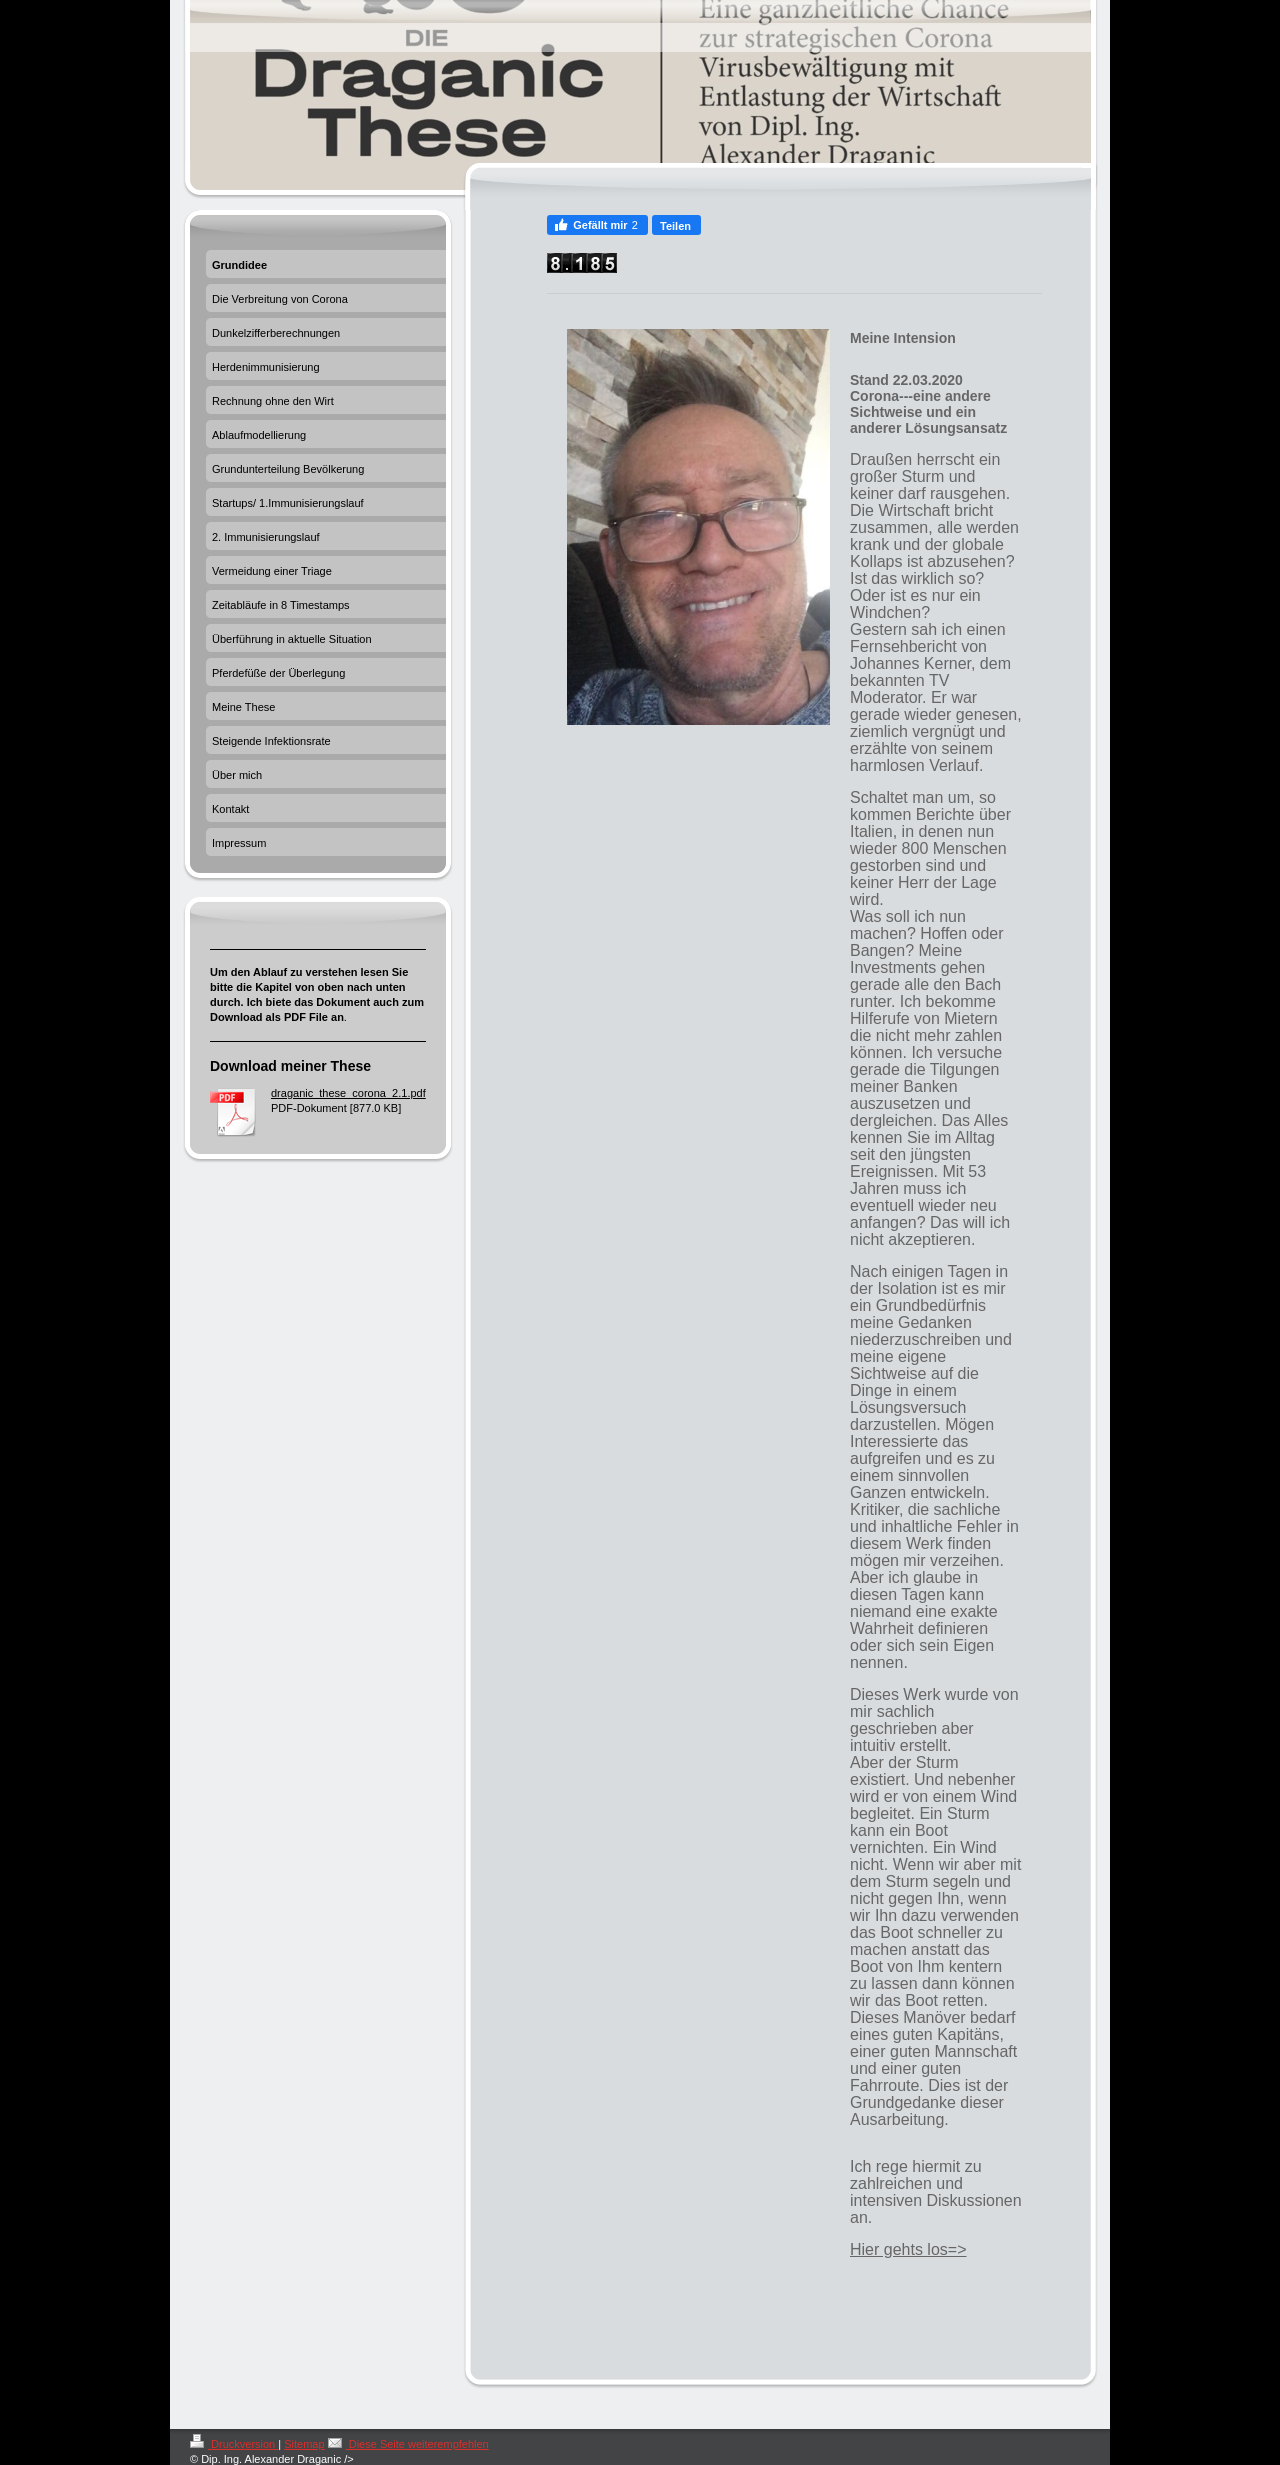 Eine ganzheitliche Chance
zur strategischen Corona
Virusbewältigung mit
Entlastung der Wirtschaft
von Dipl. Ing.
Alexander Draganic
DIE
Draganic
These
Grundidee
Die Verbreitung von Corona
Dunkelzifferberechnungen
Herdenimmunisierung
Rechnung ohne den Wirt
Ablaufmodellierung
Grundunterteilung Bevölkerung
Startups/ 1.Immunisierungslauf
2. Immunisierungslauf
Vermeidung einer Triage
Zeitabläufe in 8 Timestamps
Überführung in aktuelle Situation
Pferdefüße der Überlegung
Meine These
Steigende Infektionsrate
Über mich
Kontakt
Impressum
Um den Ablauf zu verstehen lesen Sie
bitte die Kapitel von oben nach unten
durch. Ich biete das Dokument auch zum
Download als PDF File an.
Download meiner These
PDF
draganic_these_corona_2.1.pdf
PDF-Dokument [877.0 KB]
Gefällt mir 2
Teilen
8.185
Meine Intension
Stand 22.03.2020
Corona---eine andere
Sichtweise und ein
anderer Lösungsansatz
Draußen herrscht ein
großer Sturm und
keiner darf rausgehen.
Die Wirtschaft bricht
zusammen, alle werden
krank und der globale
Kollaps ist abzusehen?
Ist das wirklich so?
Oder ist es nur ein
Windchen?
Gestern sah ich einen
Fernsehbericht von
Johannes Kerner, dem
bekannten TV
Moderator. Er war
gerade wieder genesen,
ziemlich vergnügt und
erzählte von seinem
harmlosen Verlauf.
Schaltet man um, so
kommen Berichte über
Italien, in denen nun
wieder 800 Menschen
gestorben sind und
keiner Herr der Lage
wird.
Was soll ich nun
machen? Hoffen oder
Bangen? Meine
Investments gehen
gerade alle den Bach
runter. Ich bekomme
Hilferufe von Mietern
die nicht mehr zahlen
können. Ich versuche
gerade die Tilgungen
meiner Banken
auszusetzen und
dergleichen. Das Alles
kennen Sie im Alltag
seit den jüngsten
Ereignissen. Mit 53
Jahren muss ich
eventuell wieder neu
anfangen? Das will ich
nicht akzeptieren.
Nach einigen Tagen in
der Isolation ist es mir
ein Grundbedürfnis
meine Gedanken
niederzuschreiben und
meine eigene
Sichtweise auf die
Dinge in einem
Lösungsversuch
darzustellen. Mögen
Interessierte das
aufgreifen und es zu
einem sinnvollen
Ganzen entwickeln.
Kritiker, die sachliche
und inhaltliche Fehler in
diesem Werk finden
mögen mir verzeihen.
Aber ich glaube in
diesen Tagen kann
niemand eine exakte
Wahrheit definieren
oder sich sein Eigen
nennen.
Dieses Werk wurde von
mir sachlich
geschrieben aber
intuitiv erstellt.
Aber der Sturm
existiert. Und nebenher
wird er von einem Wind
begleitet. Ein Sturm
kann ein Boot
vernichten. Ein Wind
nicht. Wenn wir aber mit
dem Sturm segeln und
nicht gegen Ihn, wenn
wir Ihn dazu verwenden
das Boot schneller zu
machen anstatt das
Boot von Ihm kentern
zu lassen dann können
wir das Boot retten.
Dieses Manöver bedarf
eines guten Kapitäns,
einer guten Mannschaft
und einer guten
Fahrroute. Dies ist der
Grundgedanke dieser
Ausarbeitung.
Ich rege hiermit zu
zahlreichen und
intensiven Diskussionen
an.
Hier gehts los=>
Druckversion | Sitemap Diese Seite weiterempfehlen
© Dip. Ing. Alexander Draganic />